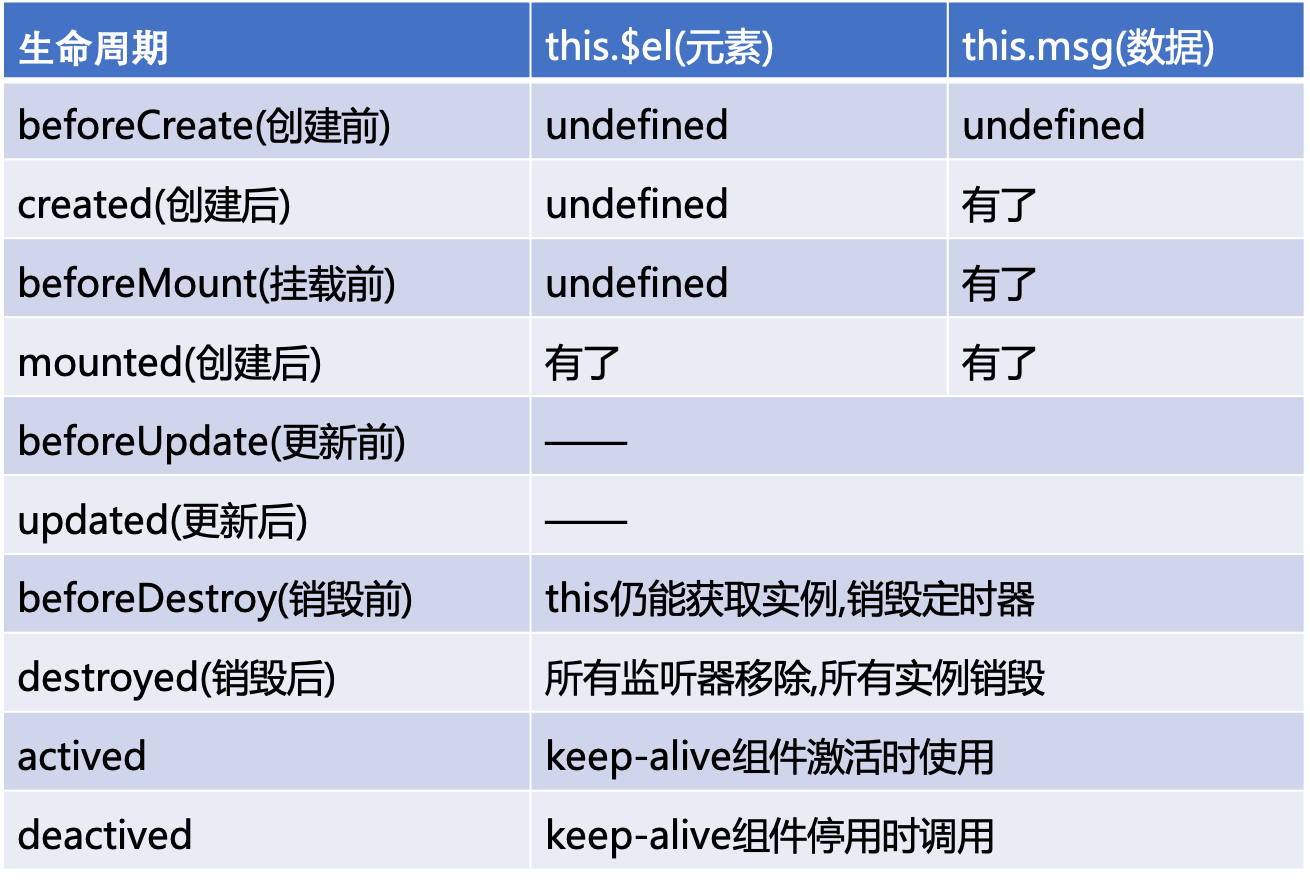 生命周期 this.$el(元素) this.msg(数据)
beforeCreate(创建前) undefined undefined
created(创建后) undefined 有了
beforeMount(挂载前) undefined 有了
mounted(创建后) 有了 有了
beforeUpdate(更新前) ——
updated(更新后) ——
beforeDestroy(销毁前) this仍能获取实例,销毁定时器
destroyed(销毁后) 所有监听器移除,所有实例销毁
actived keep-alive组件激活时使用
deactived keep-alive组件停用时调用